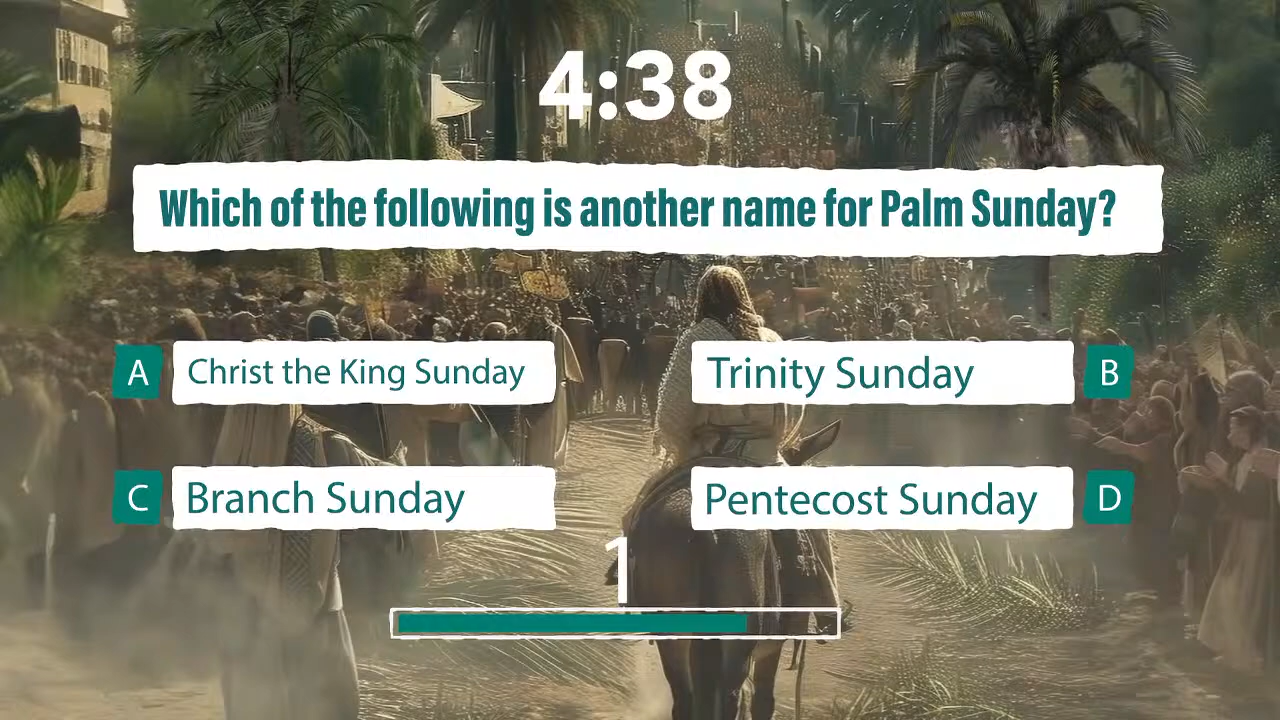 4:38
Which of the following is another name for Palm Sunday?
A Christ the King Sunday
Trinity Sunday B
C Branch Sunday
Pentecost Sunday D
1